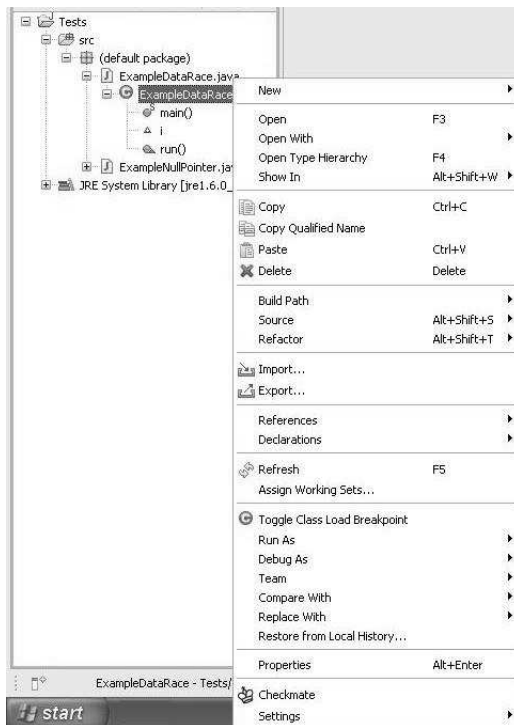 Tests
src
(default package)
ExampleDataRace.java
ExampleDataRace
main()
i
run()
ExampleNullPointer.ja
JRE System Library [jre1.6.0_
New
Open F3
Open With
Open Type Hierarchy F4
Show In Alt+Shift+W
Copy Ctrl+C
Copy Qualified Name
Paste Ctrl+V
Delete Delete
Build Path
Source Alt+Shift+S
Refactor Alt+Shift+T
Import...
Export...
References
Declarations
Refresh F5
Assign Working Sets...
Toggle Class Load Breakpoint
Run As
Debug As
Team
Compare With
Replace With
Restore from Local History...
Properties Alt+Enter
Checkmate
Settings
ExampleDataRace - Tests/
start